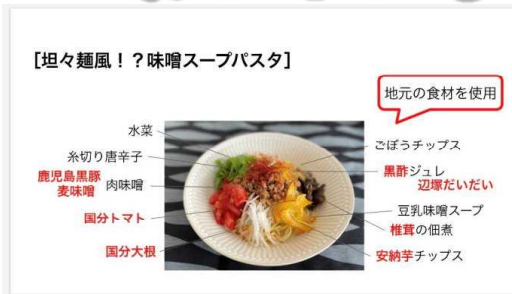 [坦々麺風！？味噌スープパスタ]
地元の食材を使用
水菜
糸切り唐辛子
鹿児島黒豚
麦味噌 肉味噌
国分トマト
国分大根
ごぼうチップス
黒酢ジュレ
辺塚だいだい
豆乳味噌スープ
椎茸の佃煮
安納芋チップス